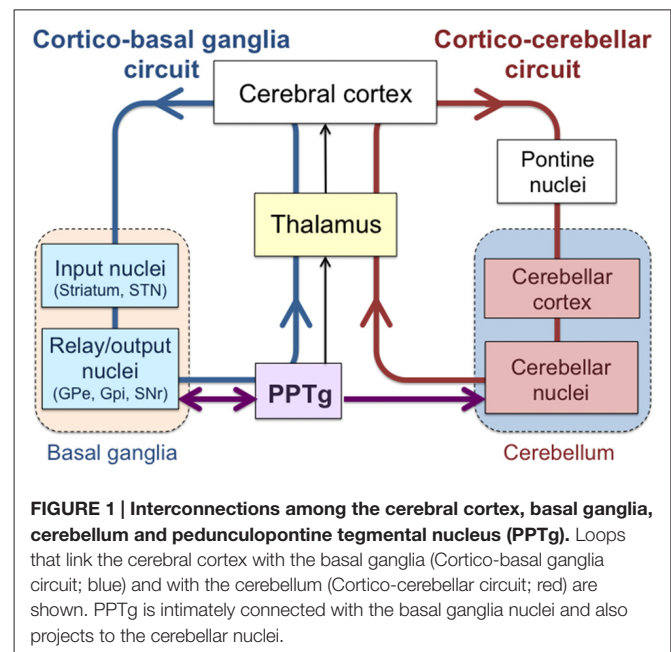 Cortico-basal ganglia
circuit
Cortico-cerebellar
circuit
Cerebral cortex
Pontine
nuclei
Thalamus
Input nuclei
(Striatum, STN)
Cerebellar
cortex
Relay/output
nuclei
(GPe, Gpi, SNr)
PPTg
Cerebellar
nuclei
Basal ganglia
Cerebellum
FIGURE 1 | Interconnections among the cerebral cortex, basal ganglia,
cerebellum and pedunculopontine tegmental nucleus (PPTg). Loops
that link the cerebral cortex with the basal ganglia (Cortico-basal ganglia
circuit; blue) and with the cerebellum (Cortico-cerebellar circuit; red) are
shown. PPTg is intimately connected with the basal ganglia nuclei and also
projects to the cerebellar nuclei.